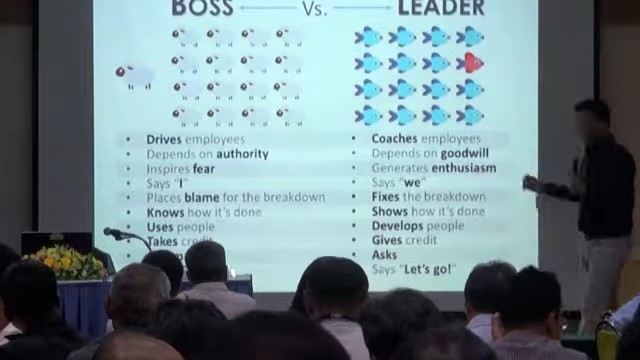 BOSS Vs. LEADER
Drives employees
Depends on authority
Inspires fear
Says "I"
Places blame for the breakdown
Knows how it's done
Uses people
Takes credit
Coaches employees
Depends on goodwill
Generates enthusiasm
Says "we"
Fixes the breakdown
Shows how it's done
Develops people
Gives credit
Asks
Says "Let's go!"